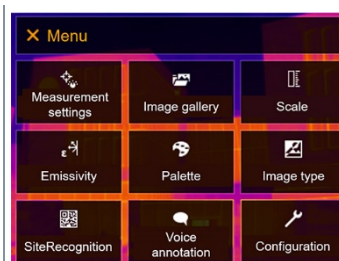 Menu
Measurement
settings
Image gallery
Scale
ε
Emissivity
Palette
Image type
SiteRecognition
Voice
annotation
Configuration